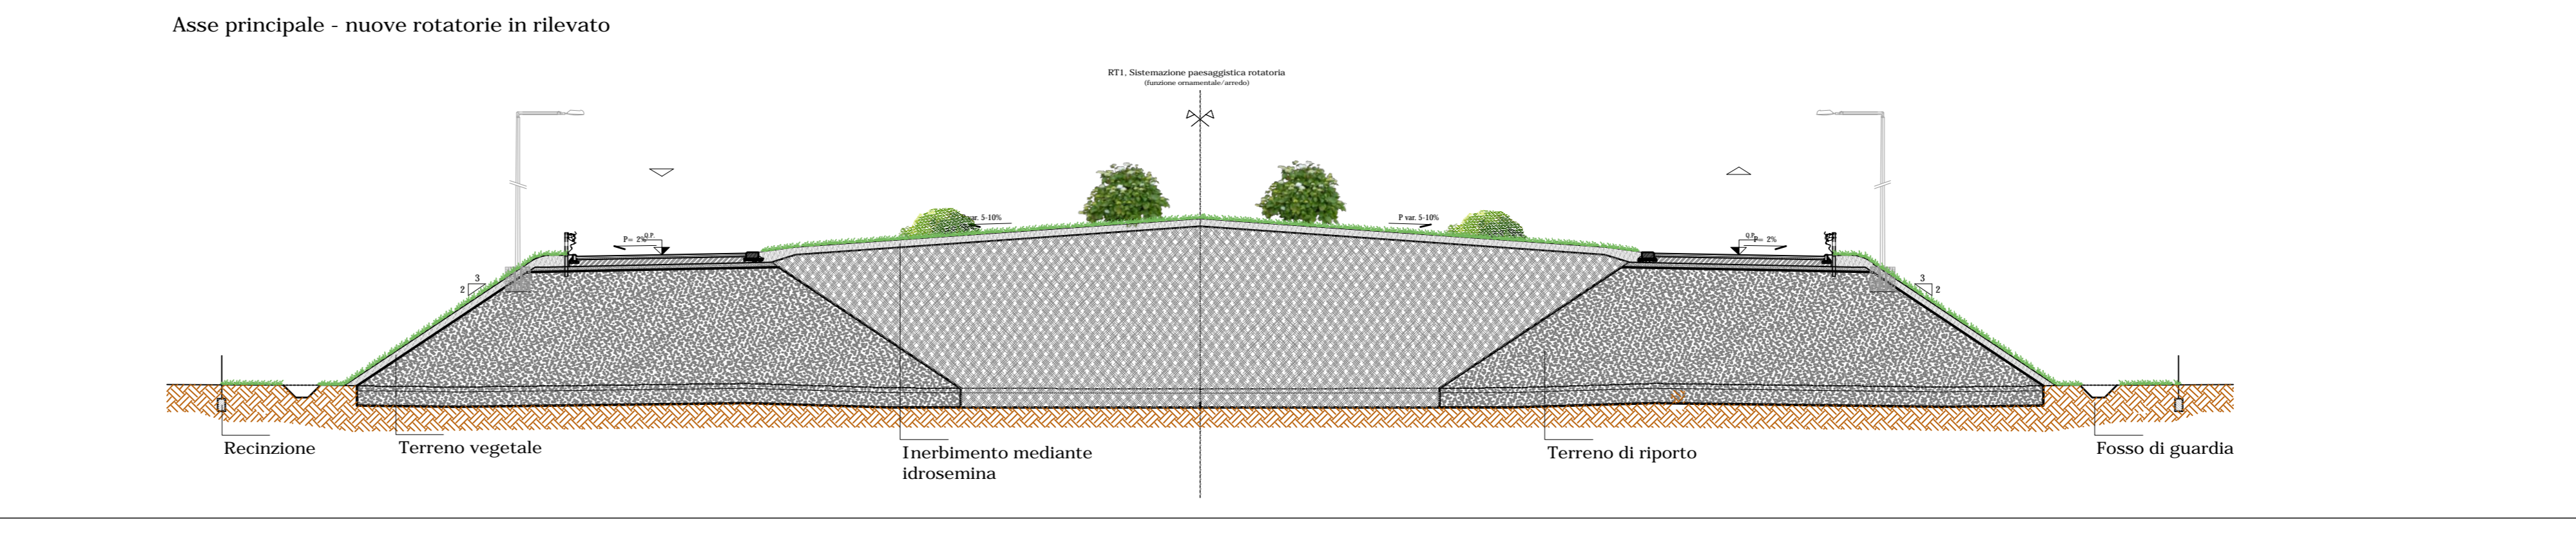 Asse principale - nuove rotatorie in rilevato
RT1, Sistemazione paesaggistica rotatoria
(funzione ornamentale/arredo)
var. 5-10%
P var. 5-10%
P= 2%
Q.P.
Q.P.
P= 2%
3
2
3
2
Recinzione
Terreno vegetale
Inerbimento mediante
idrosemina
Terreno di riporto
Fosso di guardia